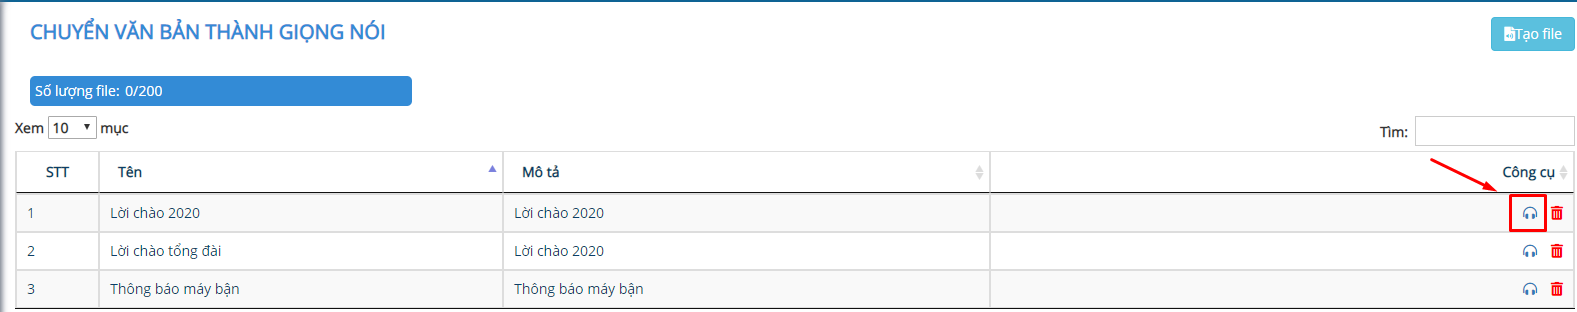 CHUYỂN VĂN BẢN THÀNH GIỌNG NÓI
Tạo file
Số lượng file: 0/200
Xem 10 mục
Tìm:
STT Tên Mô tả Công cụ
1 Lời chào 2020 Lời chào 2020
2 Lời chào tổng đài Lời chào 2020
3 Thông báo máy bận Thông báo máy bận